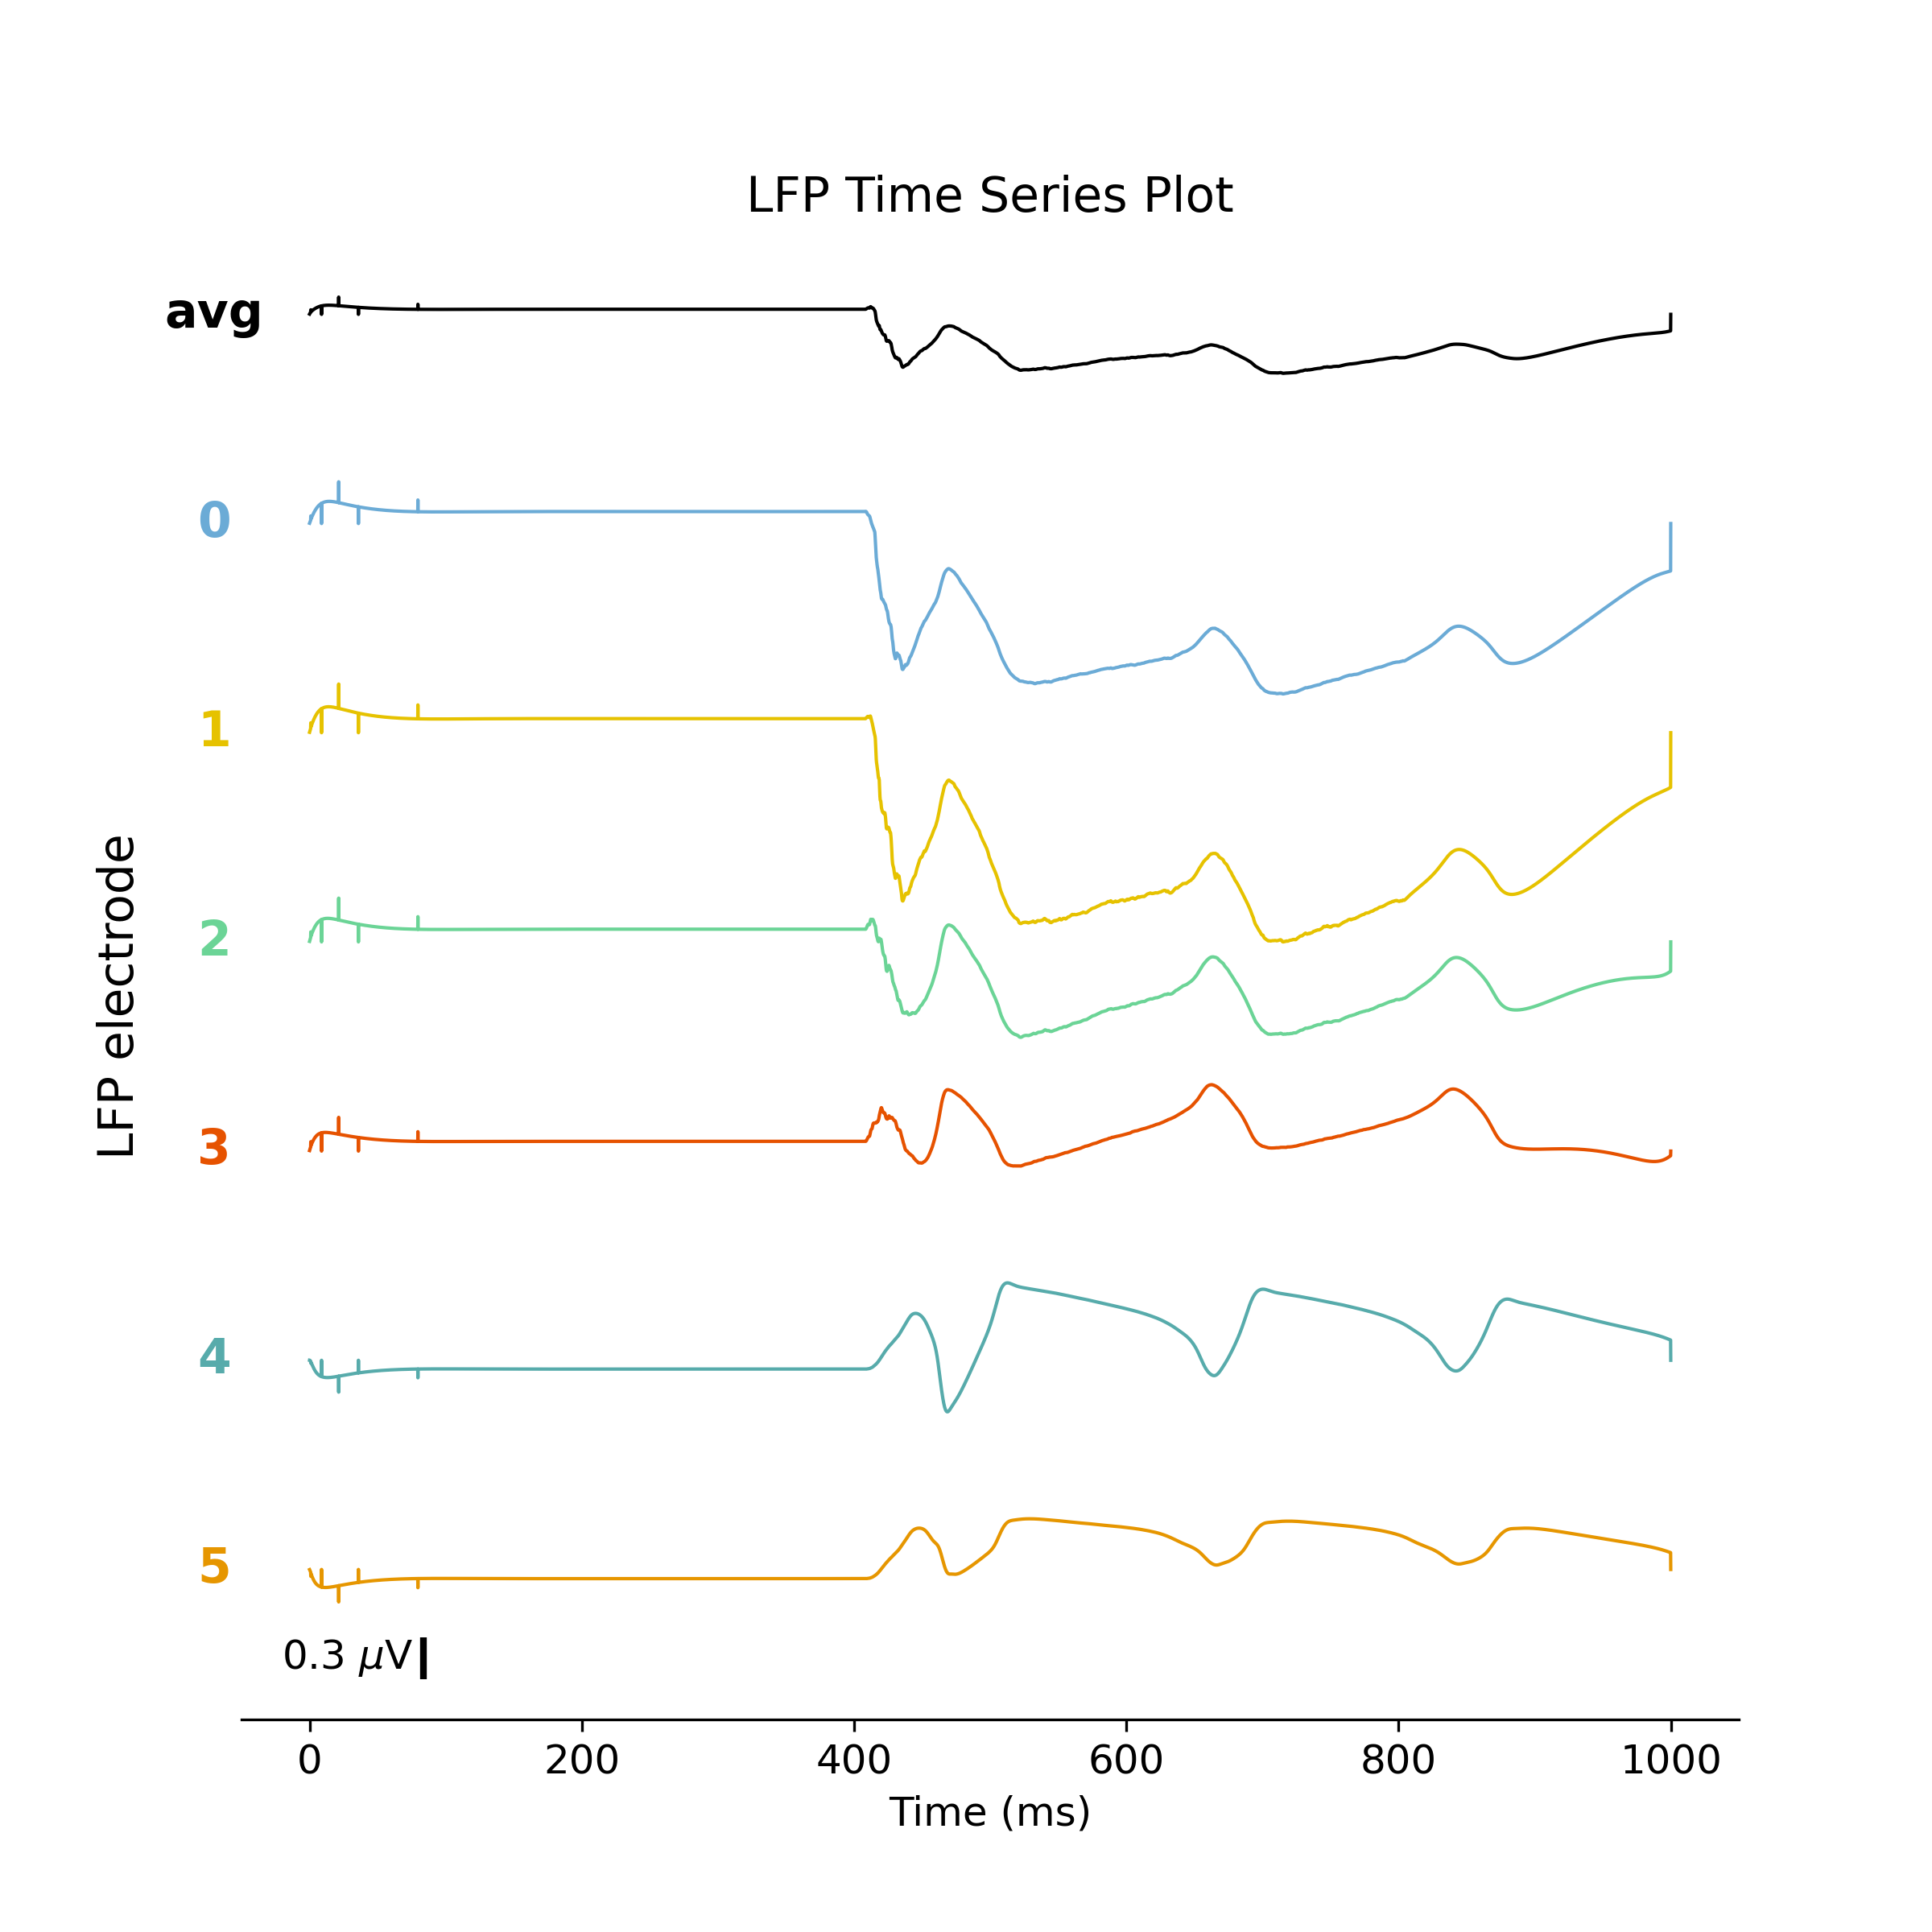 LFP Time Series Plot
avg
0
1
2
3
4
5
LFP electrode
0.3 μV
0 200 400 600 800 1000
Time (ms)